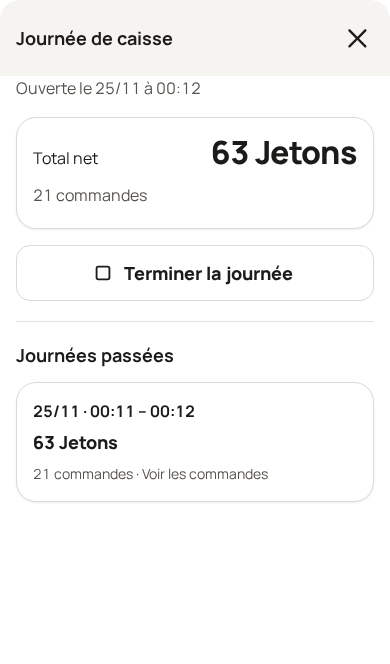 Journée de caisse
Ouverte le 25/11 à 00:12
Total net
63 Jetons
21 commandes
Terminer la journée
Journées passées
25/11 · 00:11 – 00:12
63 Jetons
21 commandes · Voir les commandes